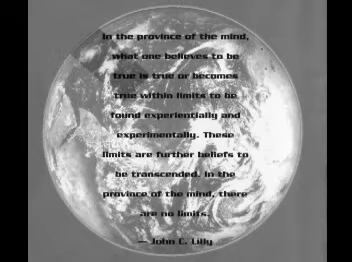 In the province of the mind,
what one believes to be
true is true or becomes
true within limits to be
found experientially and
experimentally. These
limits are further beliefs to
be transcended. In the
province of the mind, there
are no limits.
— John C. Lilly